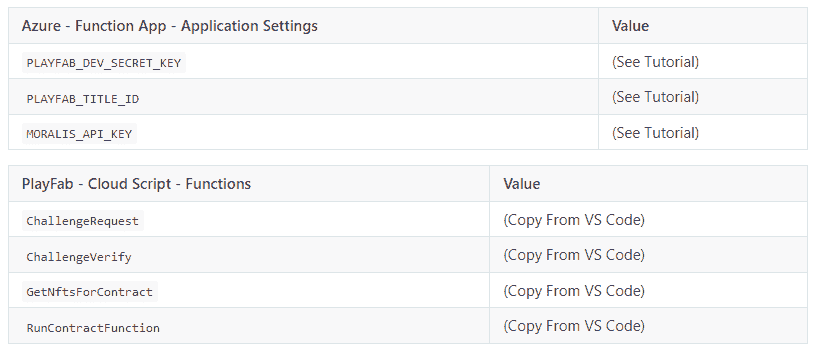 Azure - Function App - Application Settings Value
PLAYFAB_DEV_SECRET_KEY (See Tutorial)
PLAYFAB_TITLE_ID (See Tutorial)
MORALIS_API_KEY (See Tutorial)
PlayFab - Cloud Script - Functions Value
ChallengeRequest (Copy From VS Code)
ChallengeVerify (Copy From VS Code)
GetNftsForContract (Copy From VS Code)
RunContractFunction (Copy From VS Code)